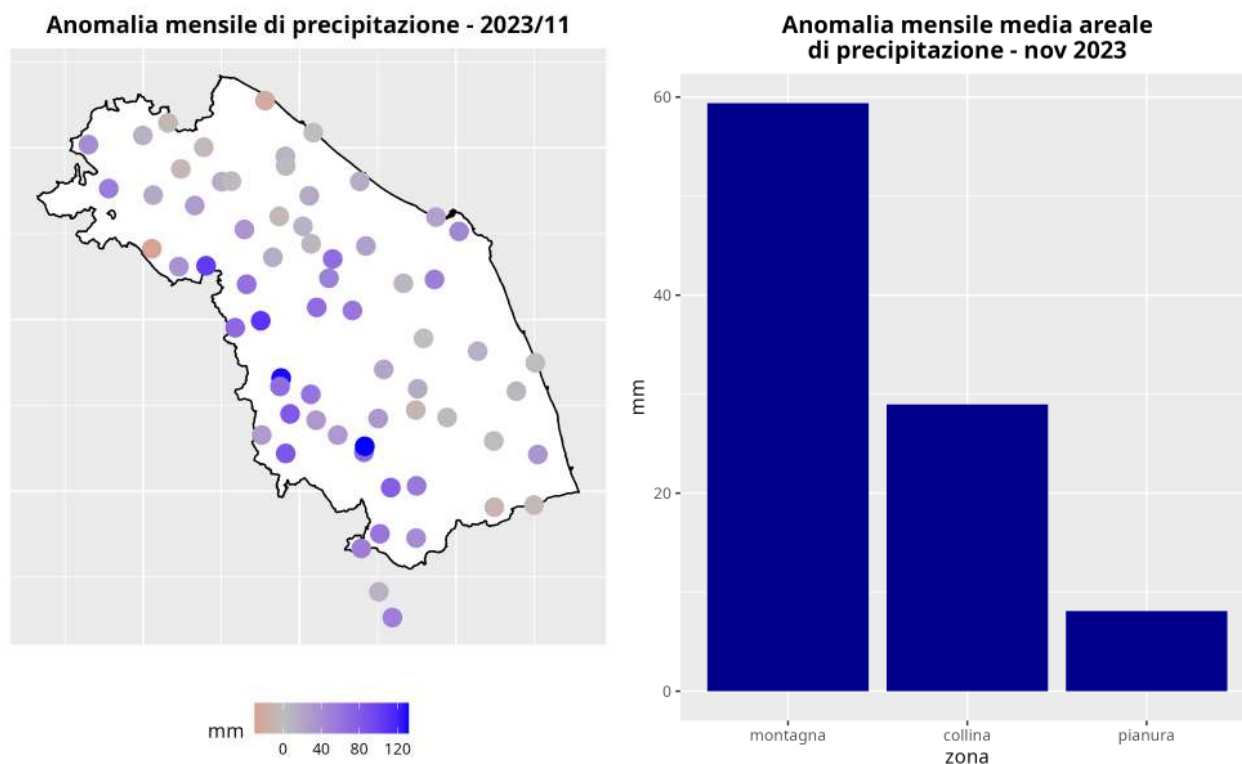 Anomalia mensile di precipitazione - 2023/11
mm
0 40 80 120
Anomalia mensile media areale
di precipitazione - nov 2023
60
40
20
0
mm
montagna collina pianura
zona